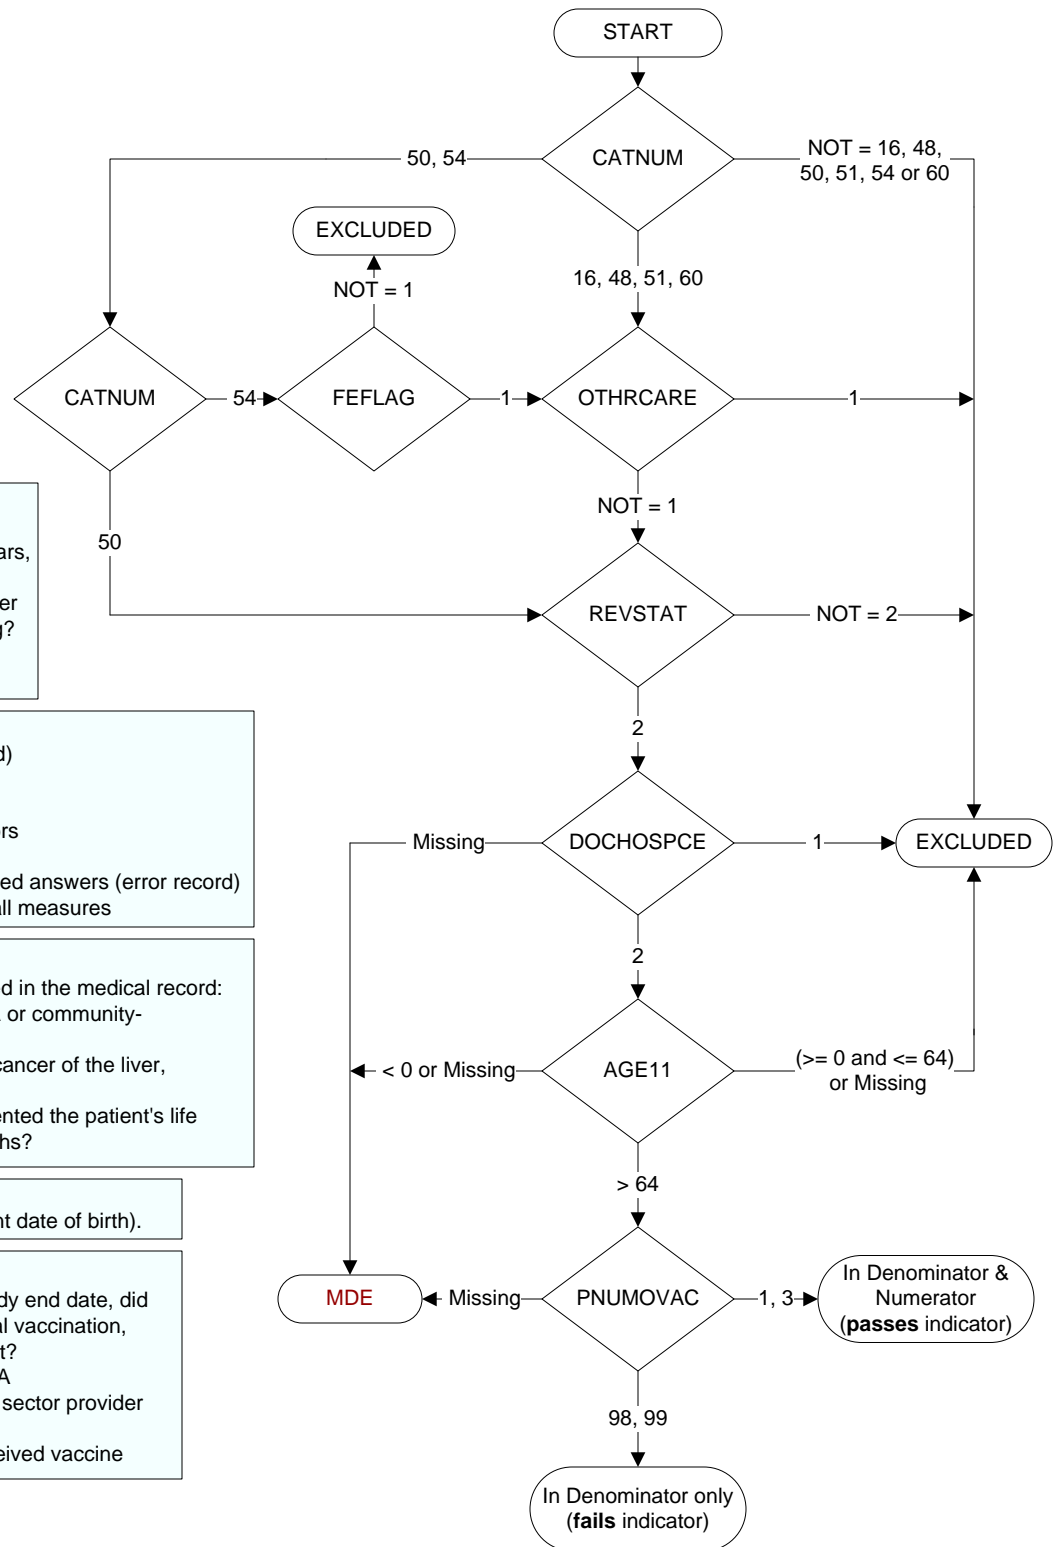 START
CATNUM
50, 54
NOT = 16, 48,
50, 51, 54 or 60
EXCLUDED
NOT = 1
16, 48, 51, 60
CATNUM
54
FEFLAG
1
OTHRCARE
1
NOT = 1
50
REVSTAT
NOT = 2
2
Missing
DOCHOSPCE
1
EXCLUDED
2
< 0 or Missing
AGE11
(>= 0 and <= 64)
or Missing
> 64
MDE
Missing
PNUMOVAC
1, 3
In Denominator &
Numerator
(passes indicator)
98, 99
In Denominator only
(fails indicator)
ars,
er
g?
d)
ors
ed answers (error record)
all measures
ed in the medical record:
or community-
cancer of the liver,
ented the patient's life
hs?
nt date of birth).
dy end date, did
al vaccination,
t?
A
sector provider
eived vaccine